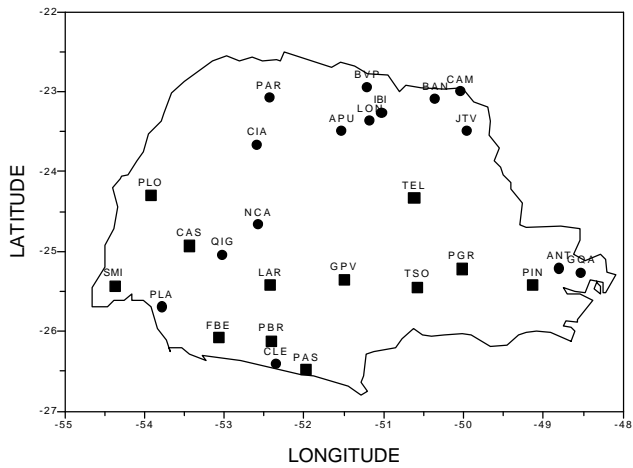 -22
BVP
CAM
PAR
BAN
IBI
-23
LON
APU
JTV
CIA
-24
PLO
TEL
NCA
CAS
QIG
-25
PGR
ANT
GQA
SMI
LAR
GPV
TSO
PIN
PLA
-26
FBE
PBR
CLE
PAS
-27
-55
-54
-53
-52
-51
-50
-49
-48
LATITUDE
LONGITUDE